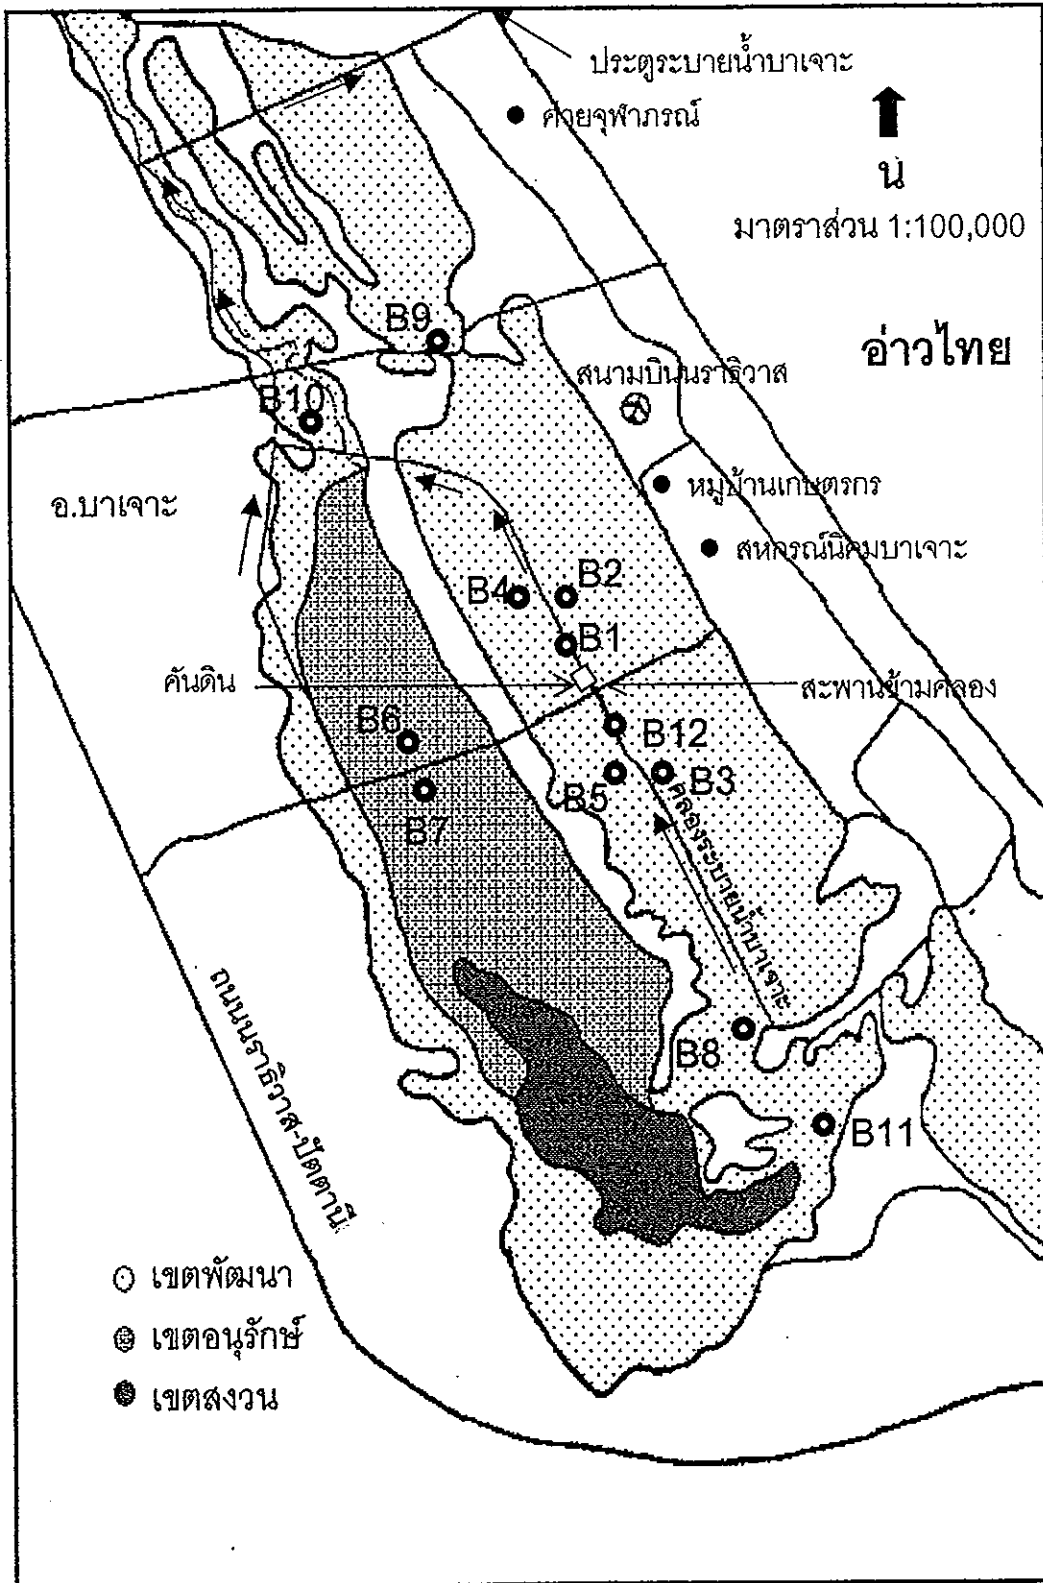 ประตูระบายน้ำบาเจาะ
ค่ายจุฬาภรณ์
น
มาตราส่วน 1:100,000
B9
อ่าวไทย
สนามบินนราธิวาส
B10
หมู่บ้านเกษตรกร
อ.บาเจาะ
สหกรณ์นิคมบาเจาะ
B4
B2
B1
คันดิน
สะพานข้ามคลอง
B6
B12
B5
B3
B7
คลองระบายน้ำบาเจาะ
ถนนนราธิวาส-ปัตตานี
B8
B11
เขตพัฒนา
เขตอนุรักษ์
เขตสงวน